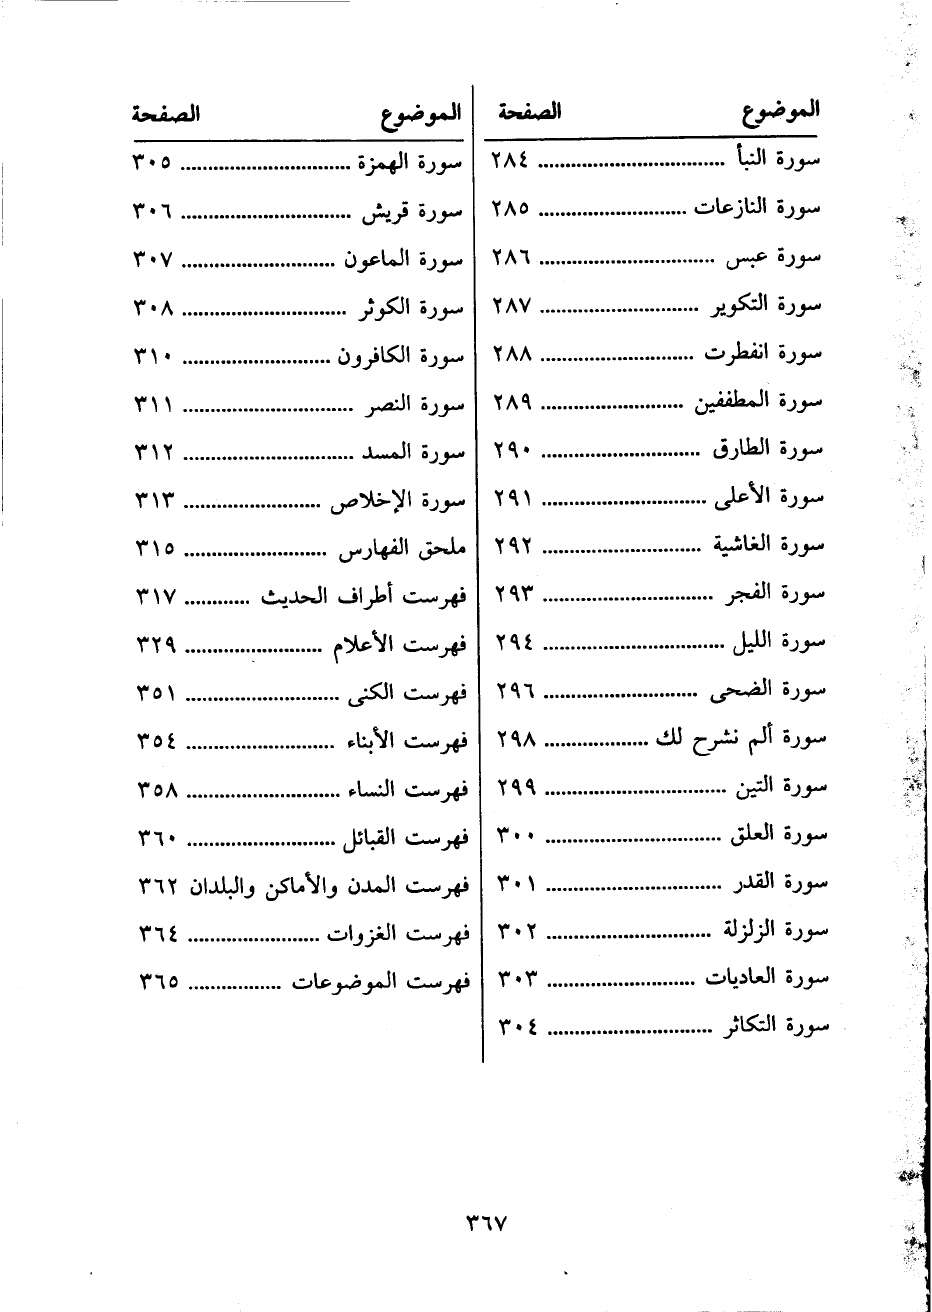 الموضوع الصفحة
سورة النبأ ................................. ٢٨٤
سورة النازعات ........................... ٢٨٥
سورة عبس ................................ ٢٨٦
سورة التكوير ............................. ٢٨٧
سورة انفطرت ............................ ٢٨٨
سورة المطففين .......................... ٢٨٩
سورة الطارق ............................. ٢٩٠
سورة الأعلى .............................. ٢٩١
سورة الغاشية ............................. ٢٩٢
سورة الفجر ............................... ٢٩٣
سورة الليل ................................. ٢٩٤
سورة الضحى ............................ ٢٩٦
سورة ألم نشرح لك ................... ٢٩٨
سورة التين ................................. ٢٩٩
سورة العلق ................................ ٣٠٠
سورة القدر ................................ ٣٠١
سورة الزلزلة .............................. ٣٠٢
سورة العاديات ........................... ٣٠٣
سورة التكاثر .............................. ٣٠٤
الموضوع الصفحة
سورة الهمزة ............................... ٣٠٥
سورة قريش ............................... ٣٠٦
سورة الماعون ............................ ٣٠٧
سورة الكوثر .............................. ٣٠٨
سورة الكافرون ........................... ٣١٠
سورة النصر ............................... ٣١١
سورة المسد ............................... ٣١٢
سورة الإخلاص ......................... ٣١٣
ملحق الفهارس .......................... ٣١٥
فهرست أطراف الحديث ............ ٣١٧
فهرست الأعلام ......................... ٣٢٩
فهرست الكنى ............................ ٣٥١
فهرست الأبناء ........................... ٣٥٤
فهرست النساء ............................ ٣٥٨
فهرست القبائل ........................... ٣٦٠
فهرست المدن والأماكن والبلدان ٣٦٢
فهرست الغزوات ........................ ٣٦٤
فهرست الموضوعات ................. ٣٦٥
٣٦٧